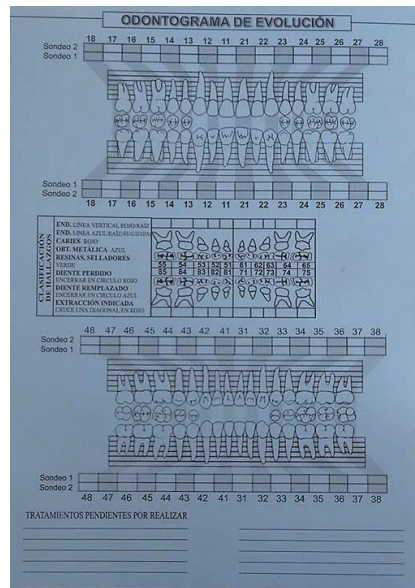 ODONTOGRAMA DE EVOLUCIÓN
18 17 16 15 14 13 12 11 21 22 23 24 25 26 27 28
Sondeo 2
Sondeo 1
Sondeo 1
Sondeo 2
18 17 16 15 14 13 12 11 21 22 23 24 25 26 27 28
CLASIFICACIÓN DE HALLAZGOS
END. LINEA VERTICAL ROJO/RAÍZ
END. LINEA AZUL/RAÍZ/REALIZADA
CARIES ROJO
OBT. METÁLICA AZUL
RESINAS, SELLADORES
VERDE
DIENTE PERDIDO
ENCERRAR EN CIRCULO ROJO
DIENTE REMPLAZADO
ENCERRAR EN CIRCULO AZUL
EXTRACCIÓN INDICADA
CRUCE UNA DIAGONAL EN ROJO
55 54 53 52 51 61 62 63 64 65
85 84 83 82 81 71 72 73 74 75
48 47 46 45 44 43 42 41 31 32 33 34 35 36 37 38
Sondeo 2
Sondeo 1
Sondeo 1
Sondeo 2
48 47 46 45 44 43 42 41 31 32 33 34 35 36 37 38
TRATAMIENTOS PENDIENTES POR REALIZAR